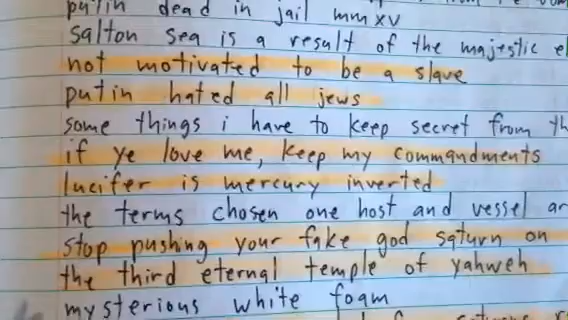 putin dead in jail mmxv
salton sea is a result of the majestic
not motivated to be a slave
putin hated all jews
some things i have to keep secret from
if ye love me, keep my commandments
lucifer is mercury inverted
the terms chosen one host and vessel
stop pushing your fake god saturn on
the third eternal temple of yahweh
mysterious white foam